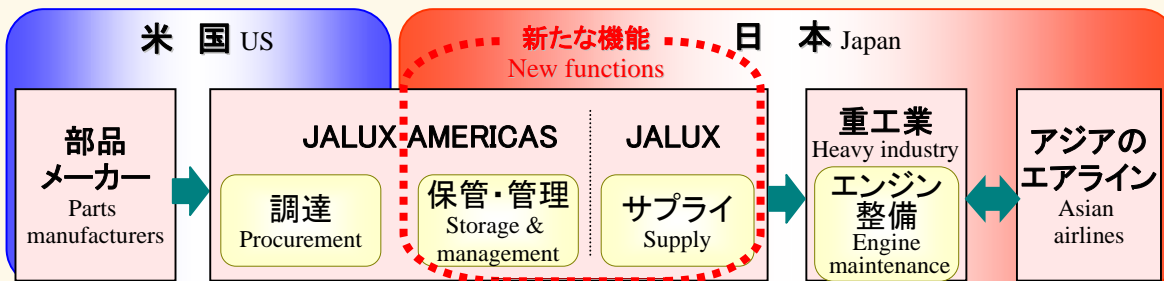 米 国 US
新たな機能
New functions
日 本 Japan
部品
メーカー
Parts
manufacturers
JALUX AMERICAS
調達
Procurement
保管・管理
Storage &
management
JALUX
サプライ
Supply
重工業
Heavy industry
エンジン
整備
Engine
maintenance
アジアの
エアライン
Asian
airlines